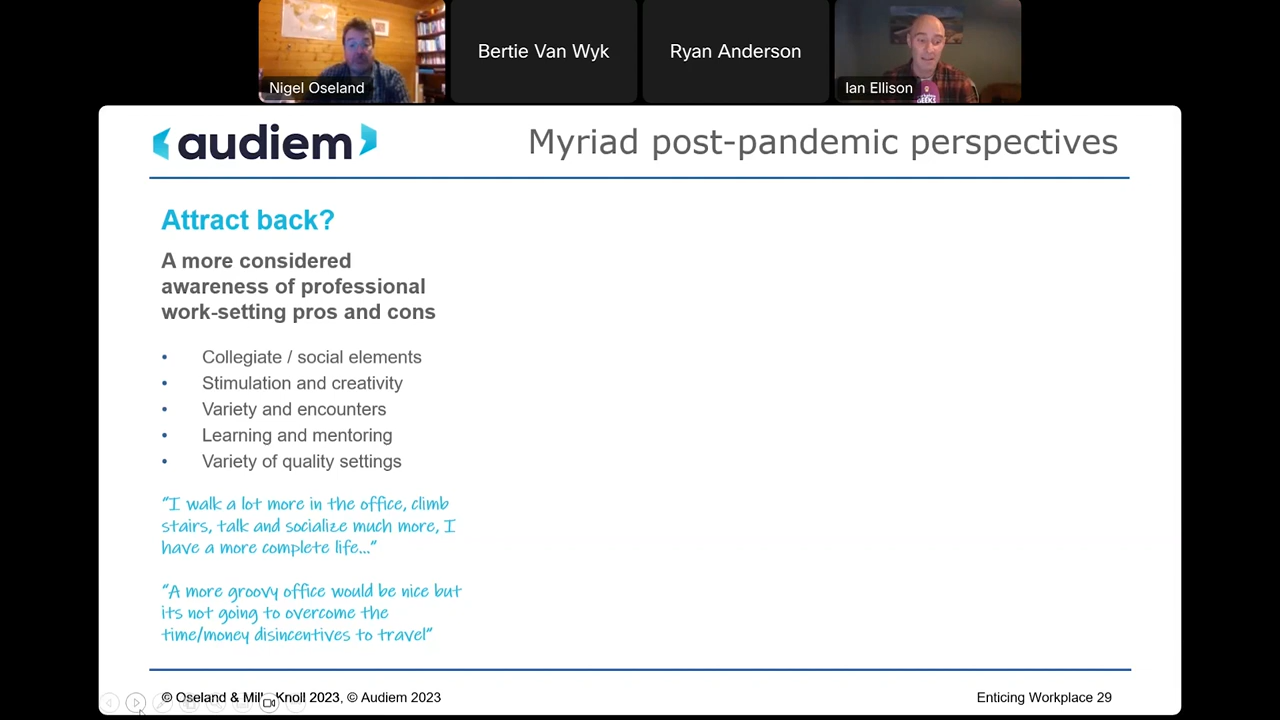 Nigel Oseland
Bertie Van Wyk
Ryan Anderson
Ian Ellison
audiem
Myriad post-pandemic perspectives
Attract back?
A more considered
awareness of professional
work-setting pros and cons
• Collegiate / social elements
• Stimulation and creativity
• Variety and encounters
• Learning and mentoring
• Variety of quality settings
“I walk a lot more in the office, climb
stairs, talk and socialize much more, I
have a more complete life...”
“A more groovy office would be nice but
its not going to overcome the
time/money disincentives to travel”
© Oseland & Knoll 2023, © Audiem 2023
Enticing Workplace 29